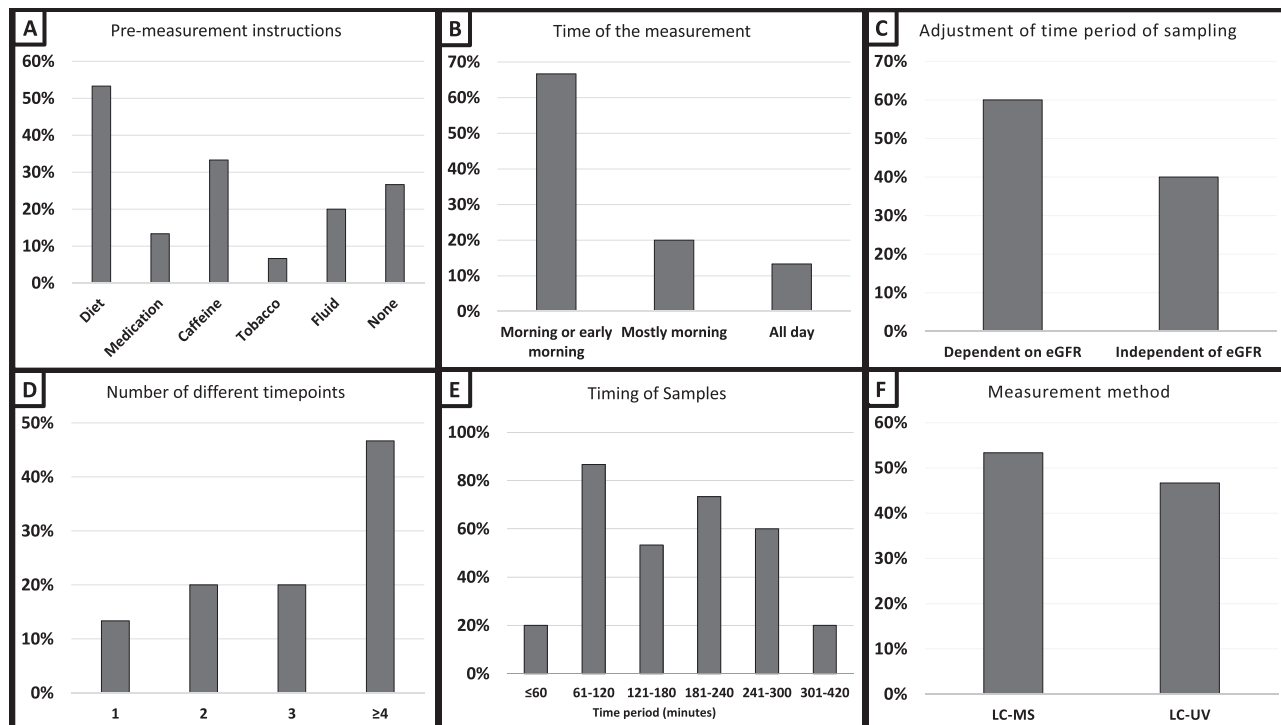 A
Pre-measurement instructions
60%
50%
40%
30%
20%
10%
0%
Diet
Medication
Caffeine
Tobacco
Fluid
None
B
Time of the measurement
70%
60%
50%
40%
30%
20%
10%
0%
Morning or early
morning
Mostly morning
All day
C
Adjustment of time period of sampling
70%
60%
50%
40%
30%
20%
10%
0%
Dependent on eGFR
Independent of eGFR
D
Number of different timepoints
50%
40%
30%
20%
10%
0%
1
2
3
≥4
E
Timing of Samples
100%
80%
60%
40%
20%
0%
≤60
61-120
121-180
181-240
241-300
301-420
Time period (minutes)
F
Measurement method
60%
50%
40%
30%
20%
10%
0%
LC-MS
LC-UV